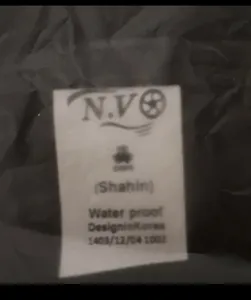 N.V
(Shahin)
Water proof
DesigninKorea
1403/12/04 1002